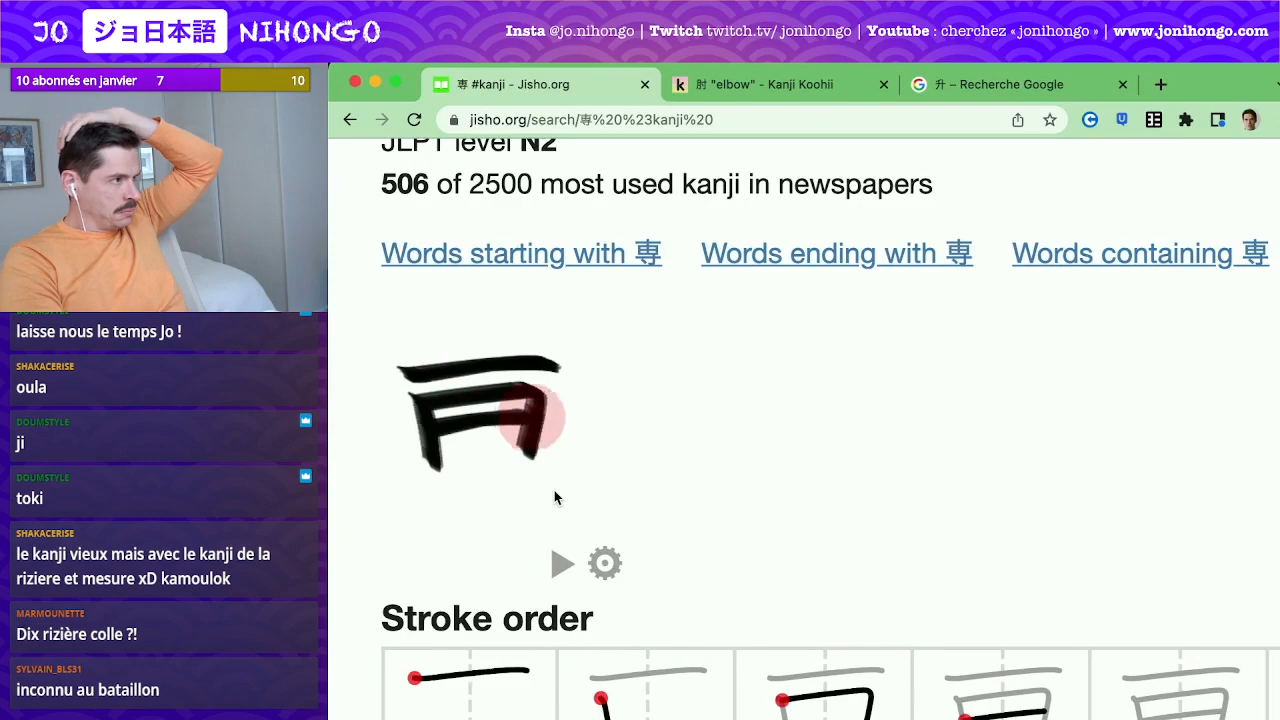 JO ジョ日本語 NIHONGO
Insta @jo.nihongo | Twitch twitch.tv/ jonihongo | Youtube : cherchez « jonihongo » | www.jonihongo.com
10 abonnés en janvier 7 10
専 #kanji - Jisho.org
肘 "elbow" - Kanji Koohii
升 – Recherche Google
jisho.org/search/専%20%23kanji%20
JLPT level N2
506 of 2500 most used kanji in newspapers
Words starting with 専 Words ending with 専 Words containing 専
Stroke order
DOUMSTYLE
laisse nous le temps Jo !
SHAKACERISE
oula
DOUMSTYLE
ji
DOUMSTYLE
toki
SHAKACERISE
le kanji vieux mais avec le kanji de la
riziere et mesure xD kamoulok
MARMOUNETTE
Dix rizière colle ?!
SYLVAIN_BLS31
inconnu au bataillon